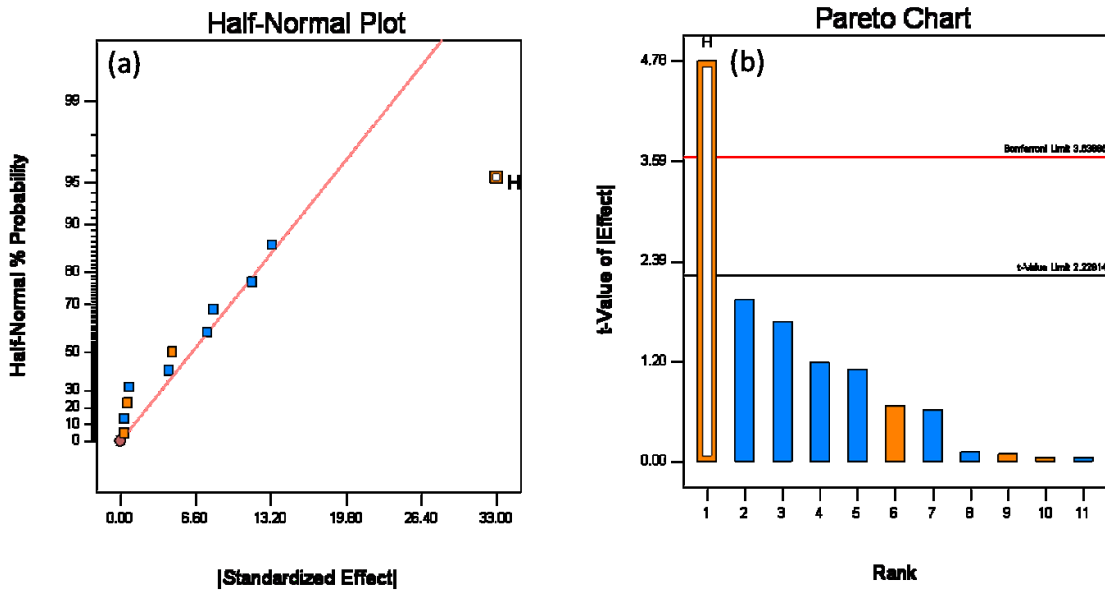 Half-Normal Plot
(a)
Half-Normal % Probability
99
95
90
80
70
50
30
20
10
0
H
0.00 6.60 13.20 19.80 26.40 33.00
|Standardized Effect|
Pareto Chart
(b)
H
t-Value of |Effect|
4.78
3.59
2.39
1.20
0.00
Bonferroni Limit 3.63885
t-Value Limit 2.22814
1 2 3 4 5 6 7 8 9 10 11
Rank